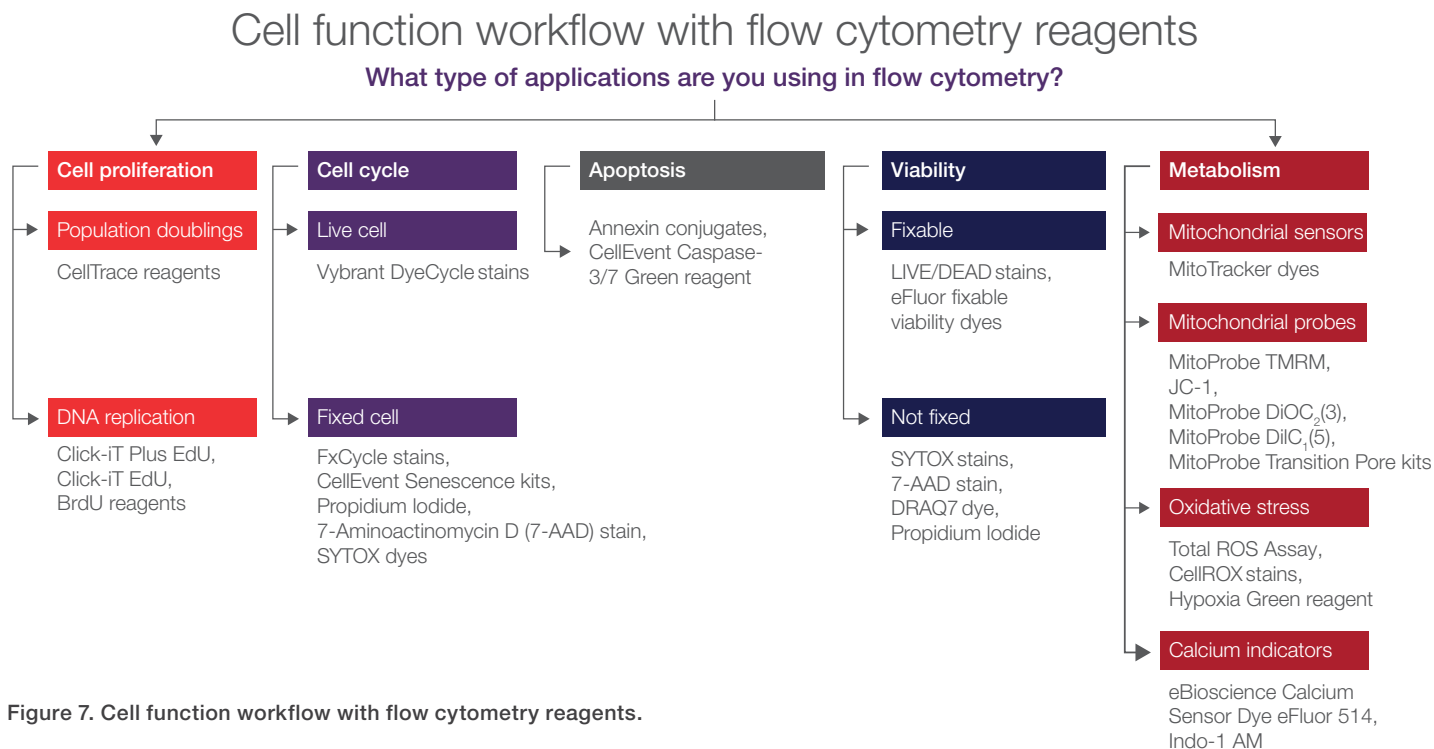 Cell function workflow with flow cytometry reagents
What type of applications are you using in flow cytometry?
Cell proliferation
Population doublings
CellTrace reagents
DNA replication
Click-iT Plus EdU,
Click-iT EdU,
BrdU reagents
Cell cycle
Live cell
Vybrant DyeCycle stains
Fixed cell
FxCycle stains,
CellEvent Senescence kits,
Propidium Iodide,
7-Aminoactinomycin D (7-AAD) stain,
SYTOX dyes
Apoptosis
Annexin conjugates,
CellEvent Caspase-
3/7 Green reagent
Viability
Fixable
LIVE/DEAD stains,
eFluor fixable
viability dyes
Not fixed
SYTOX stains,
7-AAD stain,
DRAQ7 dye,
Propidium Iodide
Metabolism
Mitochondrial sensors
MitoTracker dyes
Mitochondrial probes
MitoProbe TMRM,
JC-1,
MitoProbe DiOC₂(3),
MitoProbe DilC₁(5),
MitoProbe Transition Pore kits
Oxidative stress
Total ROS Assay,
CellROX stains,
Hypoxia Green reagent
Calcium indicators
eBioscience Calcium
Sensor Dye eFluor 514,
Indo-1 AM
Figure 7. Cell function workflow with flow cytometry reagents.